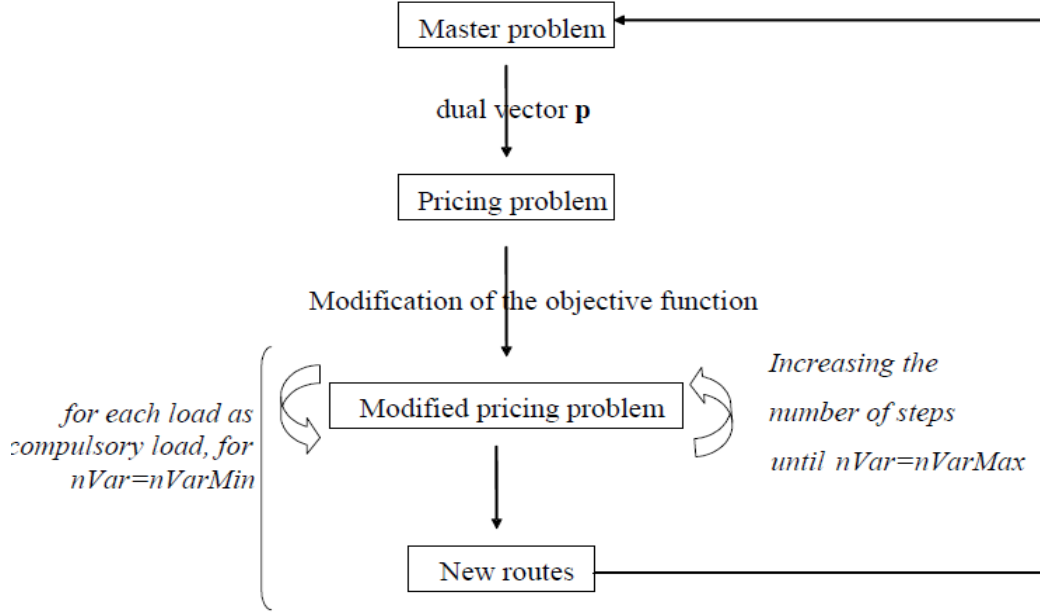 Master problem
dual vector p
Pricing problem
Modification of the objective function
for each load as
compulsory load, for
nVar=nVarMin
Modified pricing problem
Increasing the
number of steps
until nVar=nVarMax
New routes